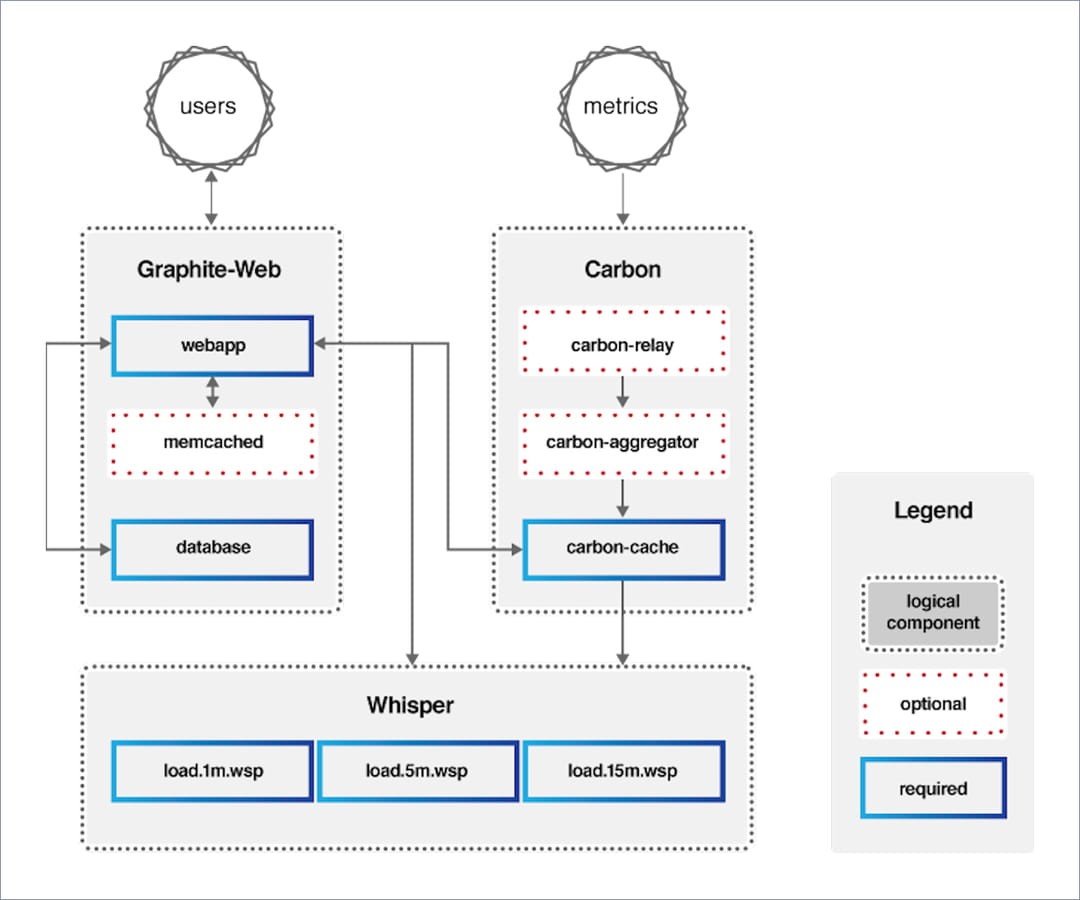 users
metrics
Graphite-Web
webapp
memcached
database
Carbon
carbon-relay
carbon-aggregator
carbon-cache
Whisper
load.1m.wsp
load.5m.wsp
load.15m.wsp
Legend
logical
component
optional
required